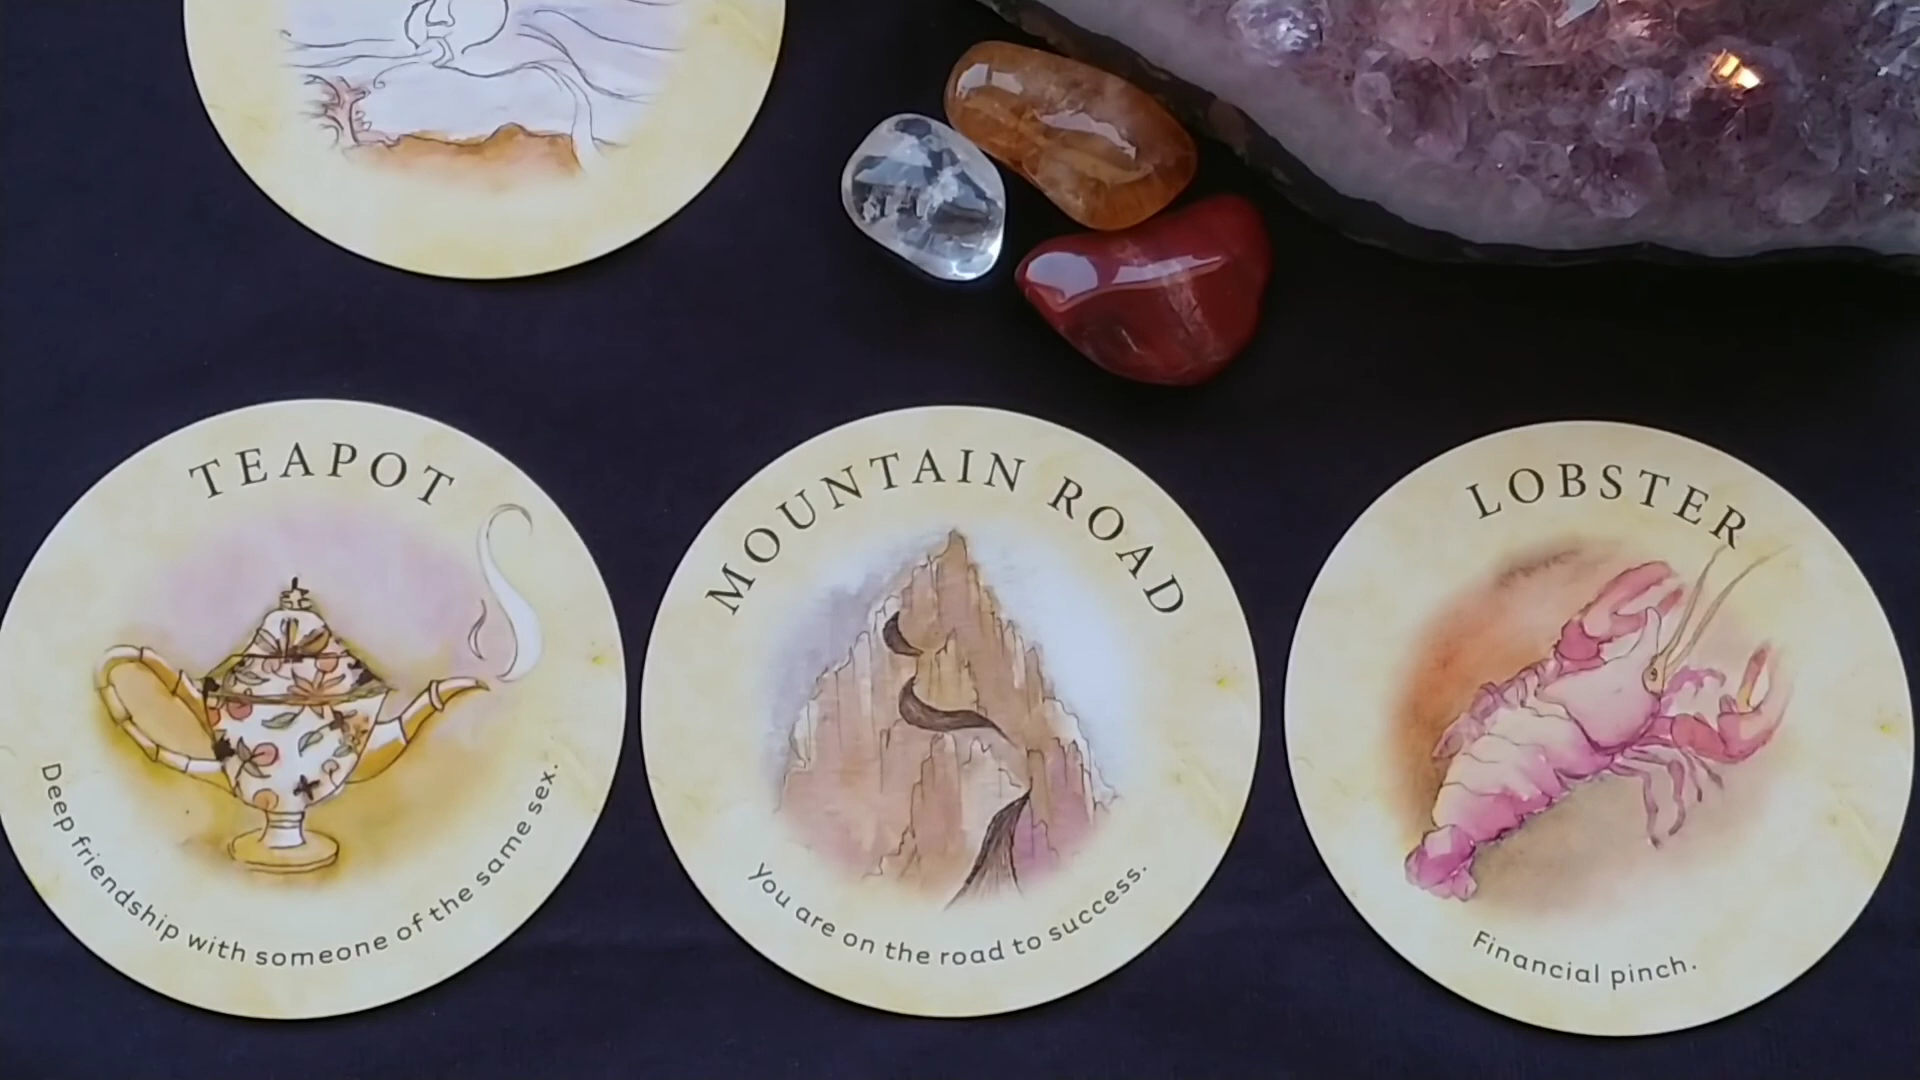 TEAPOT
Deep friendship with someone of the same sex.
MOUNTAIN ROAD
You are on the road to success.
LOBSTER
Financial pinch.